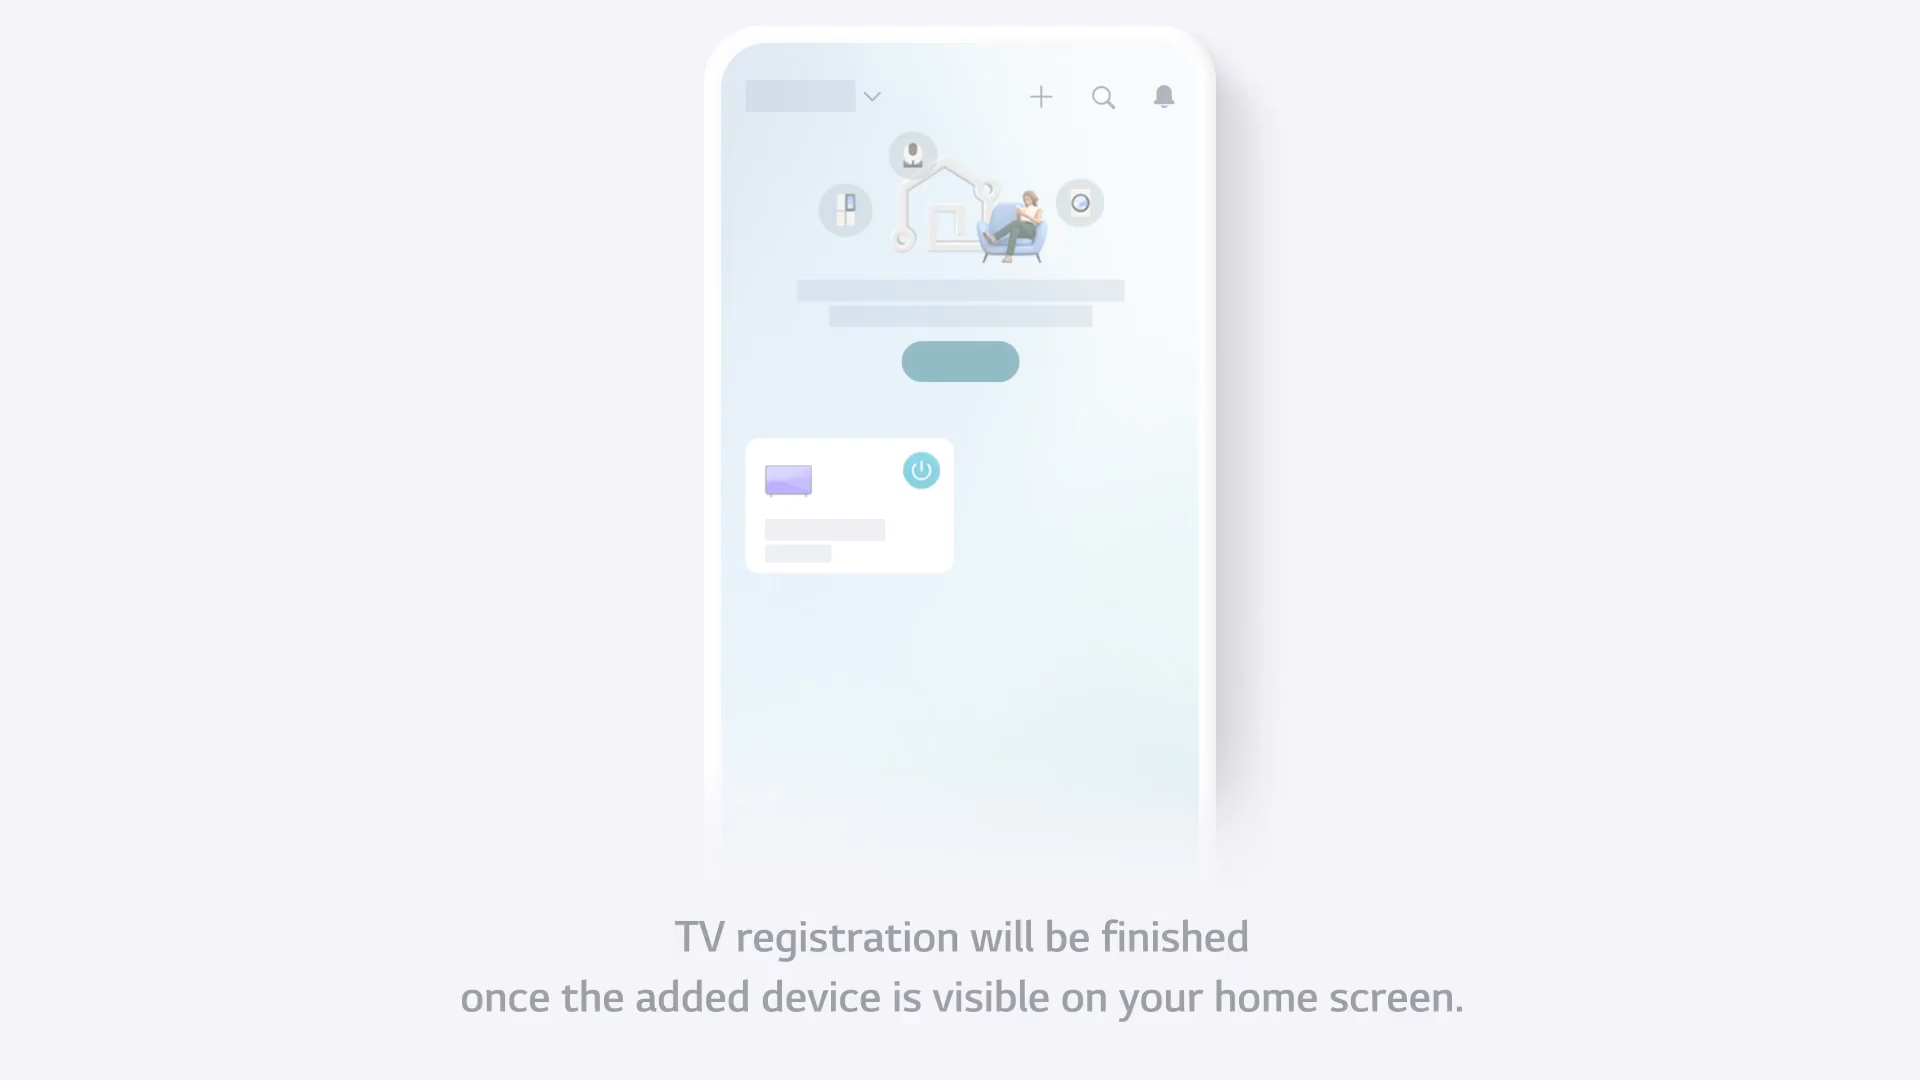 TV registration will be finished
once the added device is visible on your home screen.